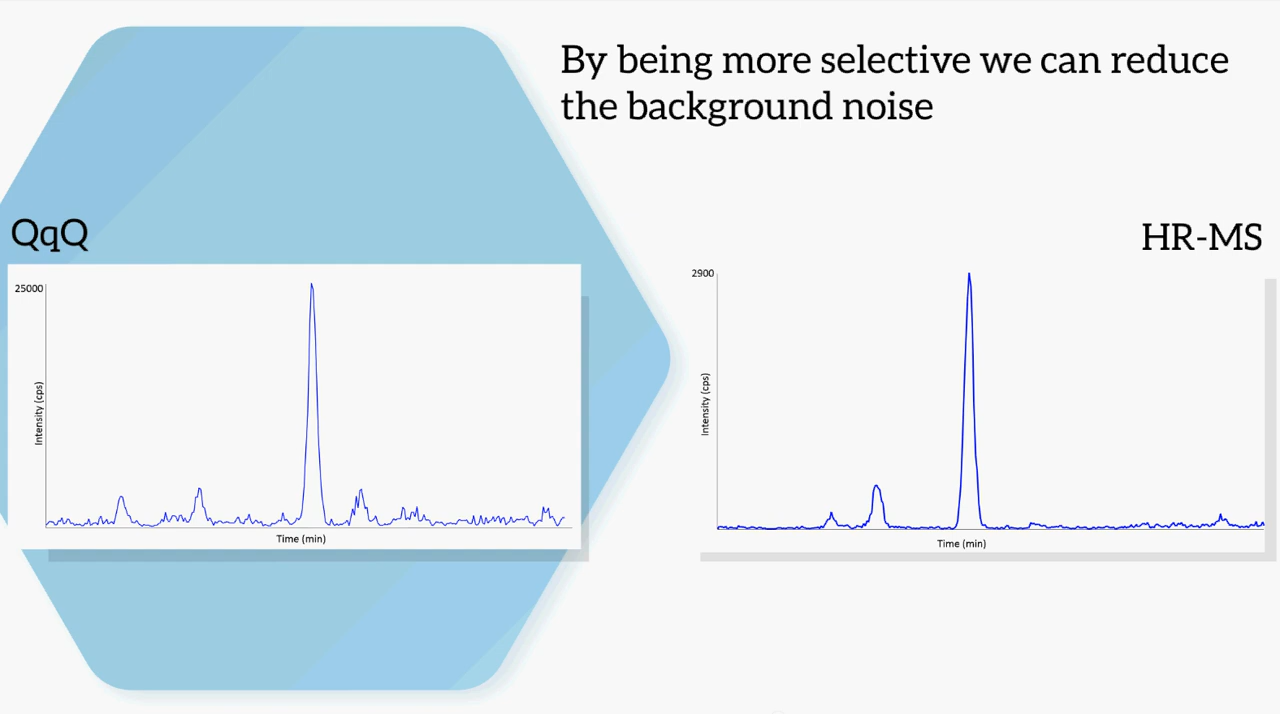 By being more selective we can reduce
the background noise
QqQ
HR-MS
25000
Intensity (cps)
Time (min)
2900
Intensity (cps)
Time (min)